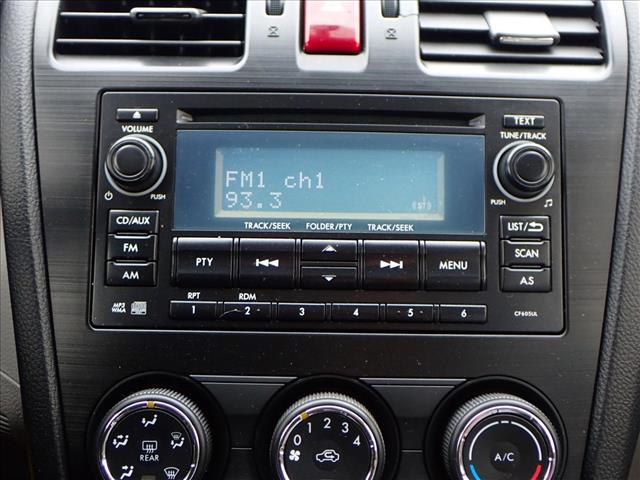 VOLUME
TEXT
TUNE/TRACK
PUSH
PUSH
FM1 ch1
93.3
ST
CD/AUX
FM
AM
TRACK/SEEK FOLDER/PTY TRACK/SEEK
PTY
MENU
LIST/
SCAN
A.S
RPT RDM
1 2 3 4 5 6
MP3
WMA
CF605UL
REAR
0 1 2 3 4
A/C